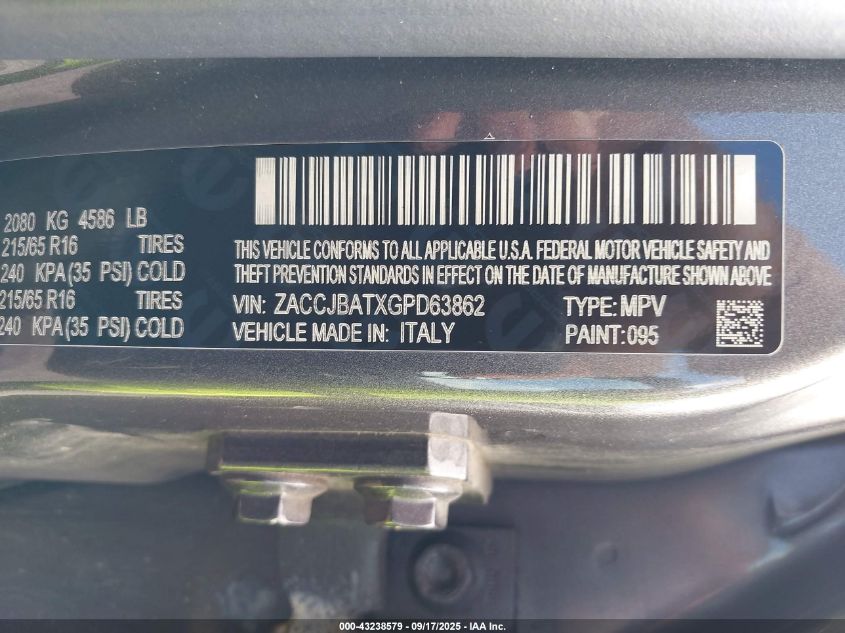 2080 KG 4586 LB
215/65 R16 TIRES
240 KPA(35 PSI) COLD
215/65 R16 TIRES
240 KPA(35 PSI) COLD
THIS VEHICLE CONFORMS TO ALL APPLICABLE U.S.A. FEDERAL MOTOR VEHICLE SAFETY AND
THEFT PREVENTION STANDARDS IN EFFECT ON THE DATE OF MANUFACTURE SHOWN ABOVE
VIN: ZACCJBATXGPD63862 TYPE: MPV
VEHICLE MADE IN: ITALY PAINT: 095
000-43238579 - 09/17/2025 - IAA Inc.